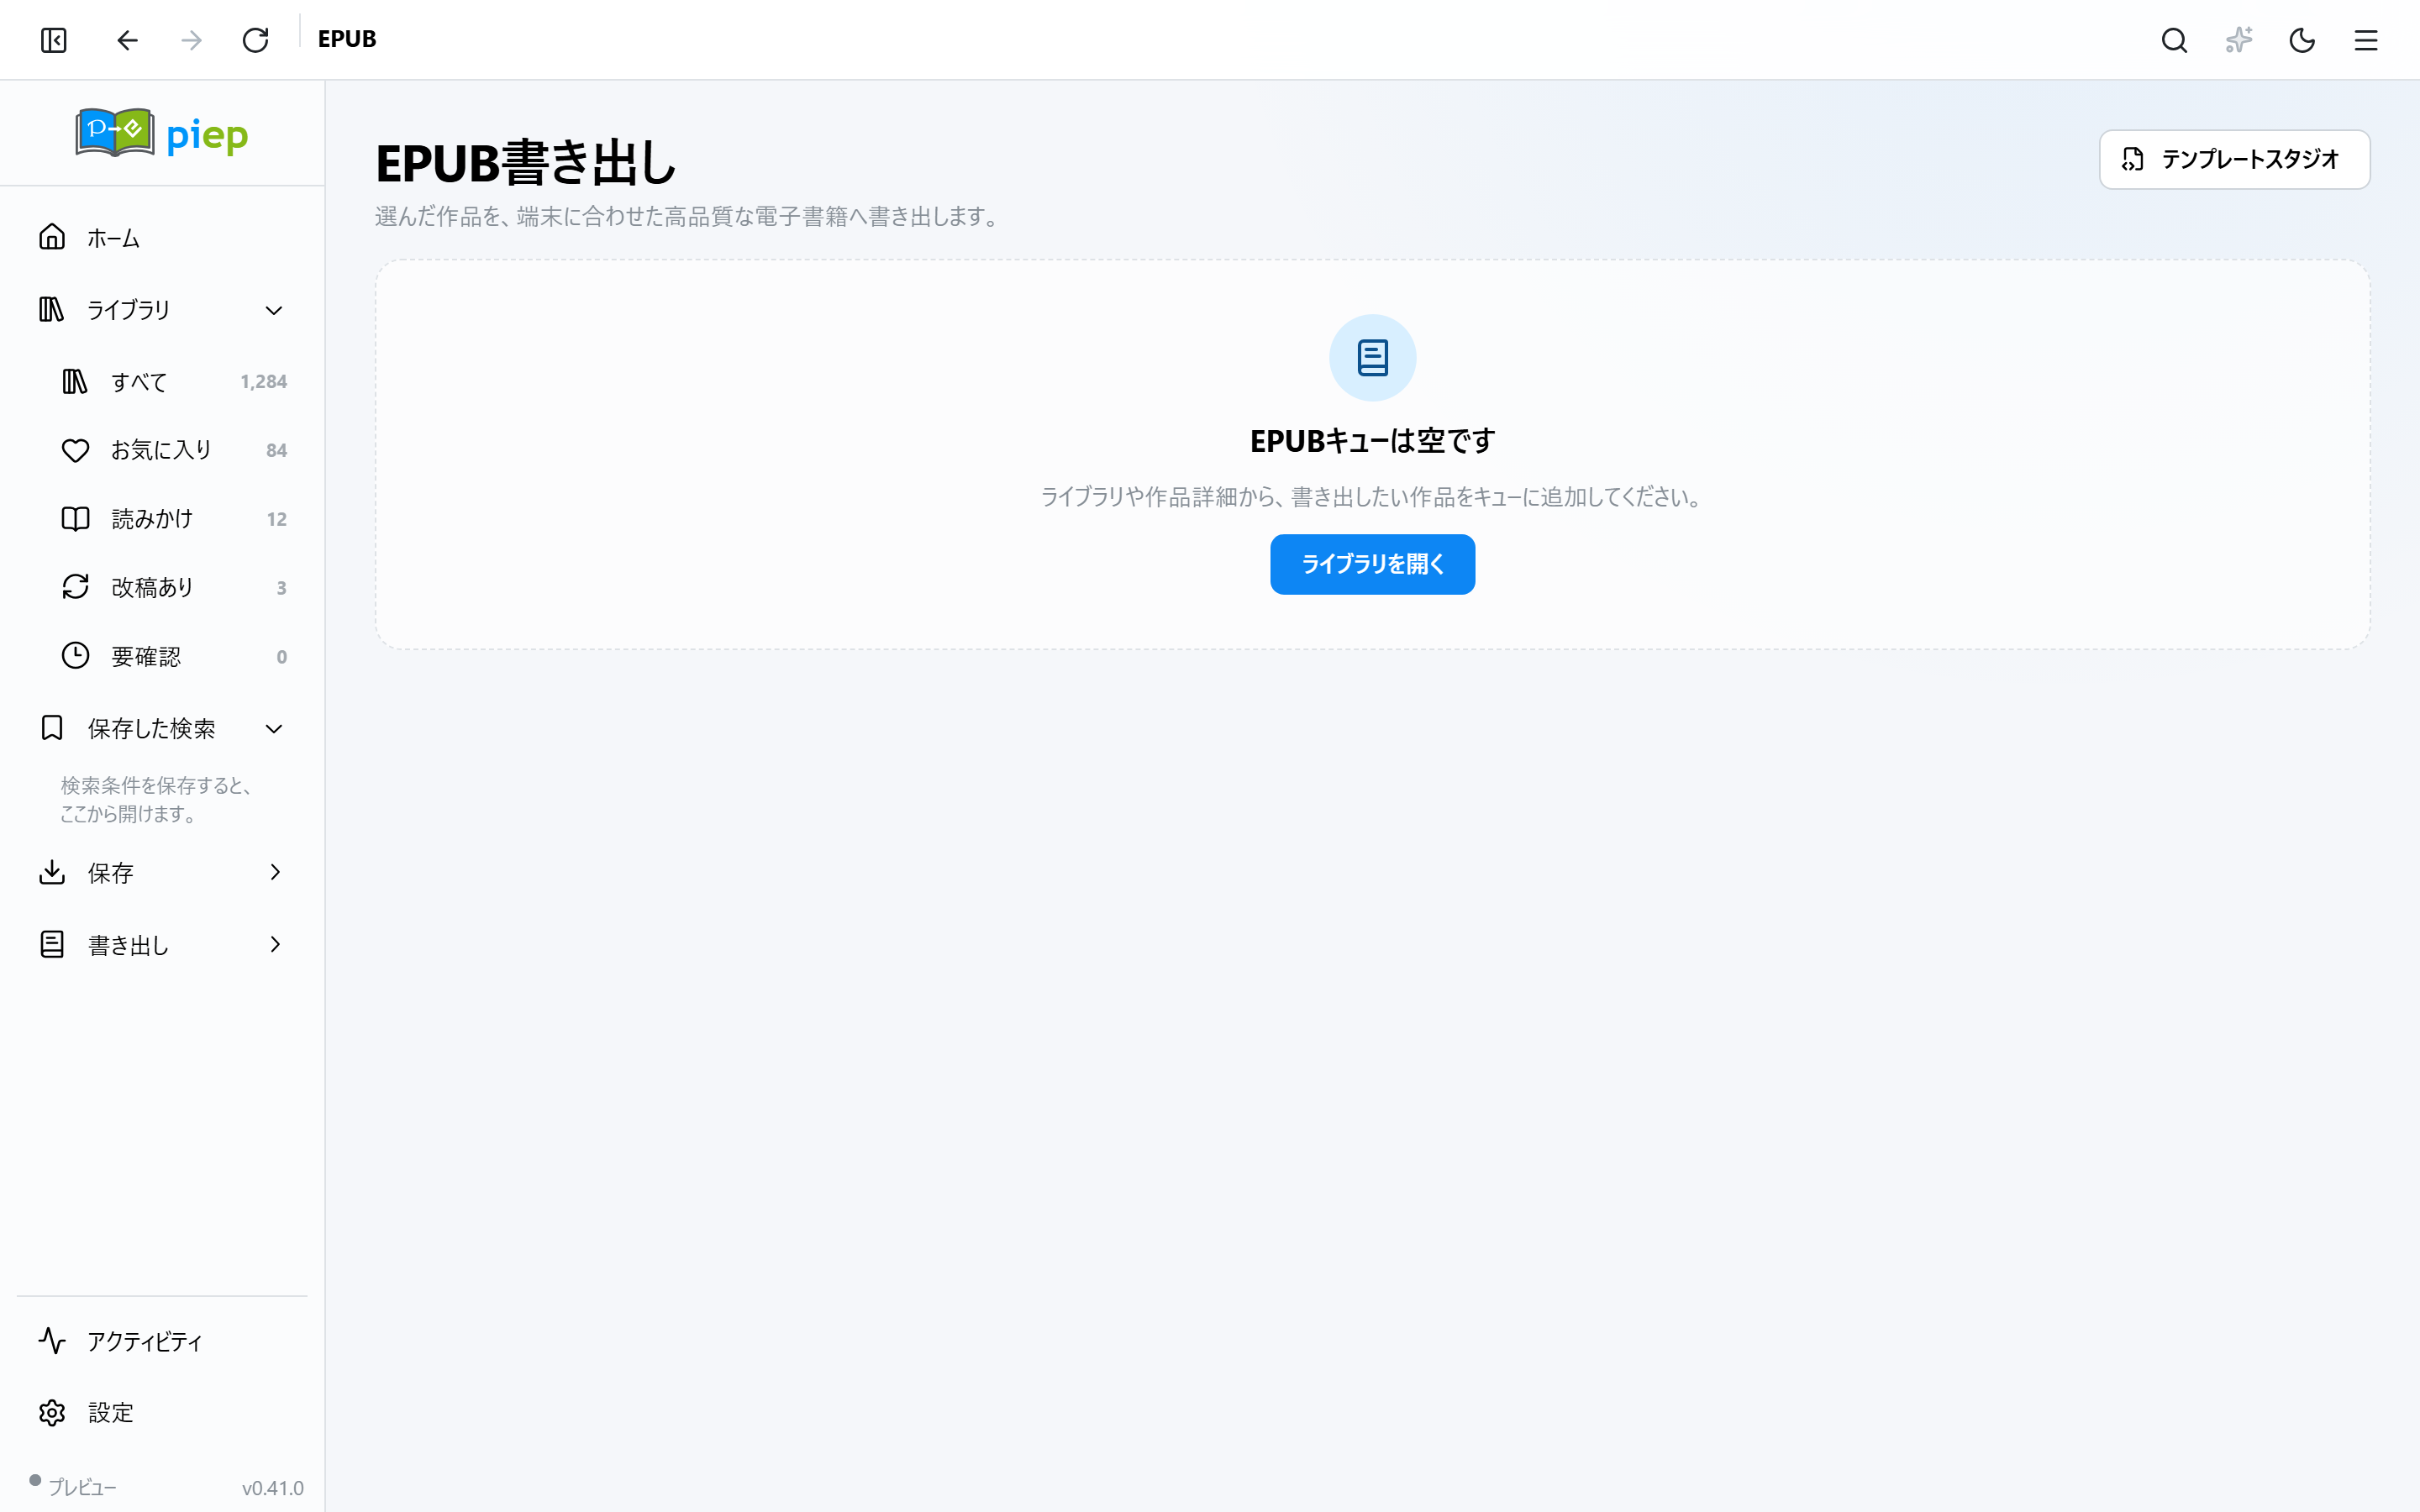 EPUB
piep
ホーム
ライブラリ
すべて 1,284
お気に入り 84
読みかけ 12
改稿あり 3
要確認 0
保存した検索
検索条件を保存すると、
ここから開けます。
保存
書き出し
アクティビティ
設定
プレビュー v0.41.0
EPUB書き出し
選んだ作品を、端末に合わせた高品質な電子書籍へ書き出します。
テンプレートスタジオ
EPUBキューは空です
ライブラリや作品詳細から、書き出したい作品をキューに追加してください。
ライブラリを開く